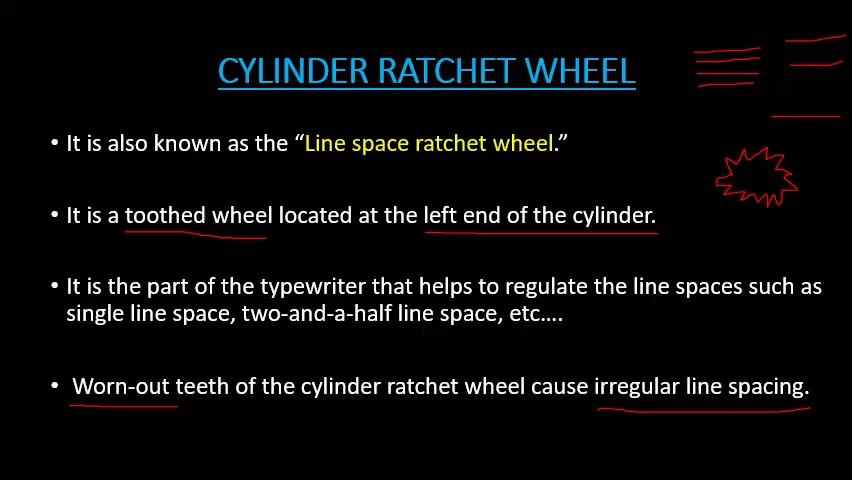 CYLINDER RATCHET WHEEL
• It is also known as the “Line space ratchet wheel.”
• It is a toothed wheel located at the left end of the cylinder.
• It is the part of the typewriter that helps to regulate the line spaces such as
single line space, two-and-a-half line space, etc….
• Worn-out teeth of the cylinder ratchet wheel cause irregular line spacing.